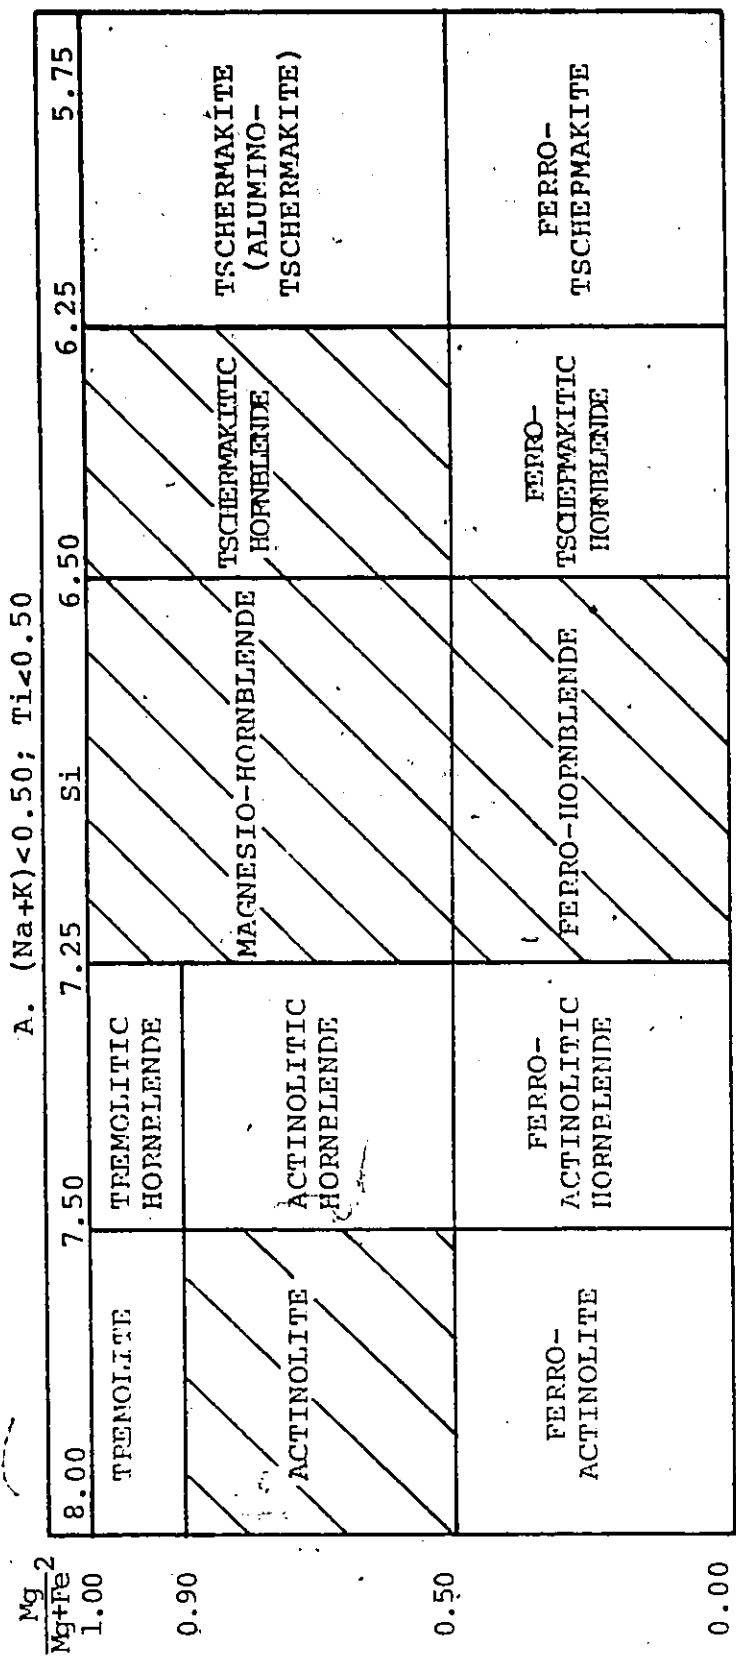 A. (Na+K)<0.50; Ti<0.50
Mg
Mg+Fe2
8.00
7.50
7.25
Si
6.50
6.25
5.75
1.00
0.90
0.50
0.00
TREMOLITE
TREMOLITIC
HORNBLENDE
ACTINOLITE
ACTINOLITIC
HORNBLENDE
MAGNESIO-HORNBLENDE
TSCHERMAKITIC
HORNBLENDE
TSCHERMAKITE
(ALUMINO-
TSCHERMAKITE)
FERRO-
ACTINOLITE
FERRO-
ACTINOLITIC
HORNBLENDE
FERRO-HORNBLENDE
FERRO-
TSCHERMAKITIC
HORNBLENDE
FERRO-
TSCHERMAKITE